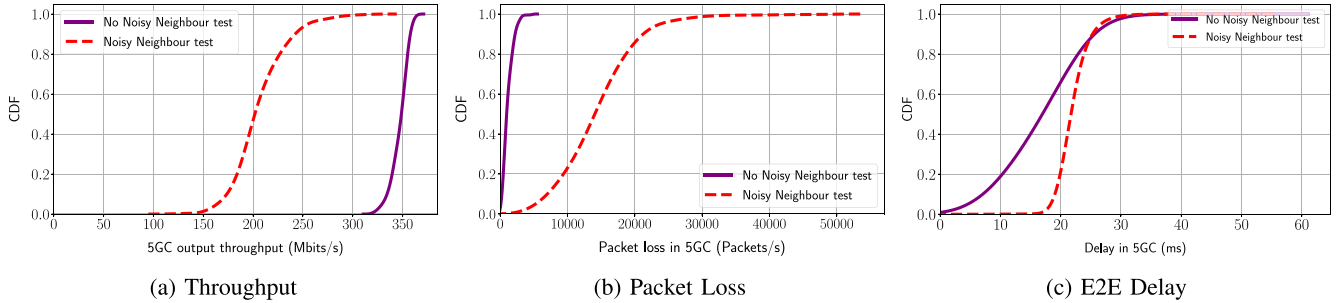 1.0
0.8
0.6
0.4
0.2
0.0
CDF
0
50
100
150
200
250
300
350
5GC output throughput (Mbits/s)
No Noisy Neighbour test
Noisy Neighbour test
(a) Throughput
1.0
0.8
0.6
0.4
0.2
0.0
CDF
0
10000
20000
30000
40000
50000
Packet loss in 5GC (Packets/s)
No Noisy Neighbour test
Noisy Neighbour test
(b) Packet Loss
1.0
0.8
0.6
0.4
0.2
0.0
CDF
0
10
20
30
40
50
60
Delay in 5GC (ms)
No Noisy Neighbour test
Noisy Neighbour test
(c) E2E Delay